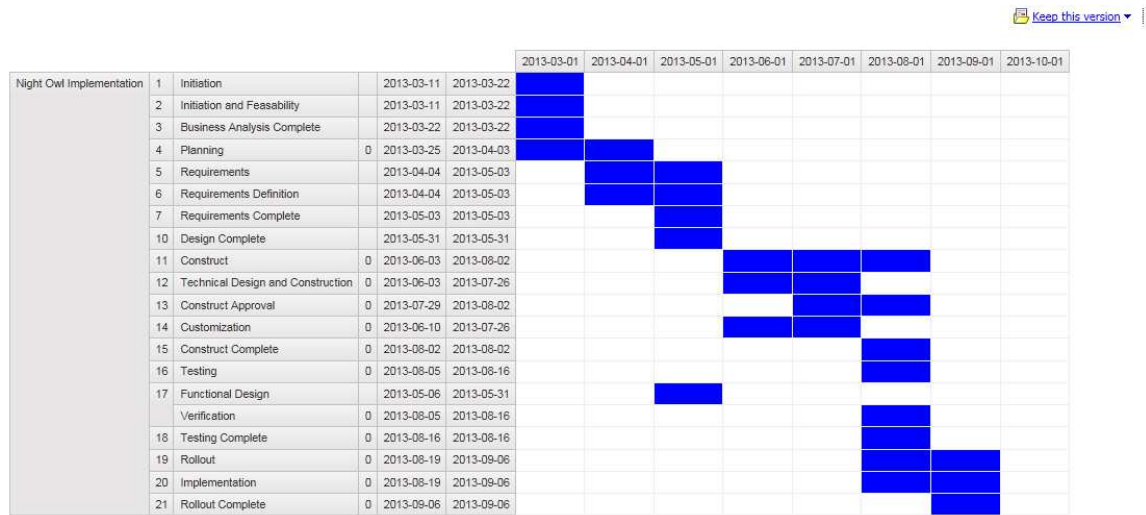 Keep this version
2013-03-01 2013-04-01 2013-05-01 2013-06-01 2013-07-01 2013-08-01 2013-09-01 2013-10-01
Night Owl Implementation 1 Initiation 2013-03-11 2013-03-22
2 Initiation and Feasability 2013-03-11 2013-03-22
3 Business Analysis Complete 2013-03-22 2013-03-22
4 Planning 0 2013-03-25 2013-04-03
5 Requirements 2013-04-04 2013-05-03
6 Requirements Definition 2013-04-04 2013-05-03
7 Requirements Complete 2013-05-03 2013-05-03
10 Design Complete 2013-05-31 2013-05-31
11 Construct 0 2013-06-03 2013-08-02
12 Technical Design and Construction 0 2013-06-03 2013-07-26
13 Construct Approval 0 2013-07-29 2013-08-02
14 Customization 0 2013-06-10 2013-07-26
15 Construct Complete 0 2013-08-02 2013-08-02
16 Testing 0 2013-08-05 2013-08-16
17 Functional Design 2013-05-06 2013-05-31
Verification 0 2013-08-05 2013-08-16
18 Testing Complete 0 2013-08-16 2013-08-16
19 Rollout 0 2013-08-19 2013-09-06
20 Implementation 0 2013-08-19 2013-09-06
21 Rollout Complete 0 2013-09-06 2013-09-06